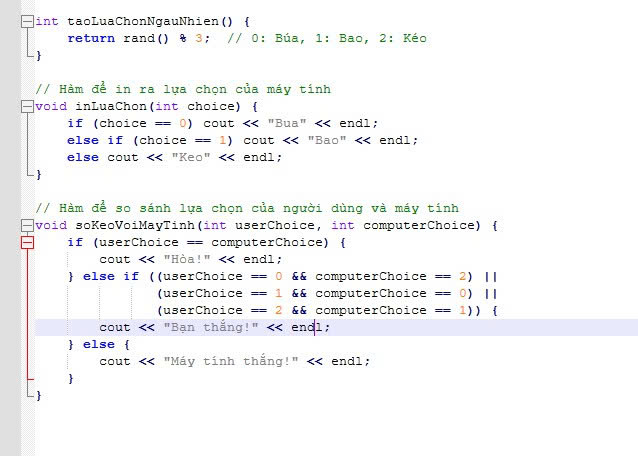 int taoLuaChonNgauNhien() {
return rand() % 3;  // 0: Búa, 1: Bao, 2: Kéo
}
// Hàm để in ra lựa chọn của máy tính
void inLuaChon(int choice) {
if (choice == 0) cout << "Bua" << endl;
else if (choice == 1) cout << "Bao" << endl;
else cout << "Keo" << endl;
}
// Hàm để so sánh lựa chọn của người dùng và máy tính
void soKeoVoiMayTinh(int userChoice, int computerChoice) {
if (userChoice == computerChoice) {
cout << "Hòa!" << endl;
} else if ((userChoice == 0 && computerChoice == 2) ||
(userChoice == 1 && computerChoice == 0) ||
(userChoice == 2 && computerChoice == 1)) {
cout << "Bạn thắng!" << endl;
} else {
cout << "Máy tính thắng!" << endl;
}
}